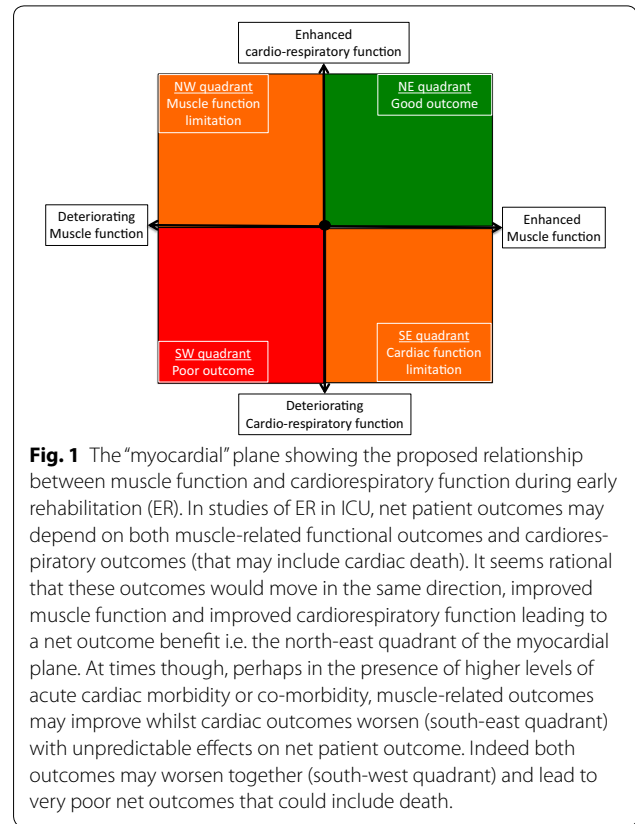 Enhanced
cardio-respiratory function
NW quadrant
Muscle function
limitation
NE quadrant
Good outcome
Deteriorating
Muscle function
Enhanced
Muscle function
SW quadrant
Poor outcome
SE quadrant
Cardiac function
limitation
Deteriorating
Cardio-respiratory function
Fig. 1 The “myocardial” plane showing the proposed relationship
between muscle function and cardiorespiratory function during early
rehabilitation (ER). In studies of ER in ICU, net patient outcomes may
depend on both muscle-related functional outcomes and cardiores-
piratory outcomes (that may include cardiac death). It seems rational
that these outcomes would move in the same direction, improved
muscle function and improved cardiorespiratory function leading to
a net outcome benefit i.e. the north-east quadrant of the myocardial
plane. At times though, perhaps in the presence of higher levels of
acute cardiac morbidity or co-morbidity, muscle-related outcomes
may improve whilst cardiac outcomes worsen (south-east quadrant)
with unpredictable effects on net patient outcome. Indeed both
outcomes may worsen together (south-west quadrant) and lead to
very poor net outcomes that could include death.